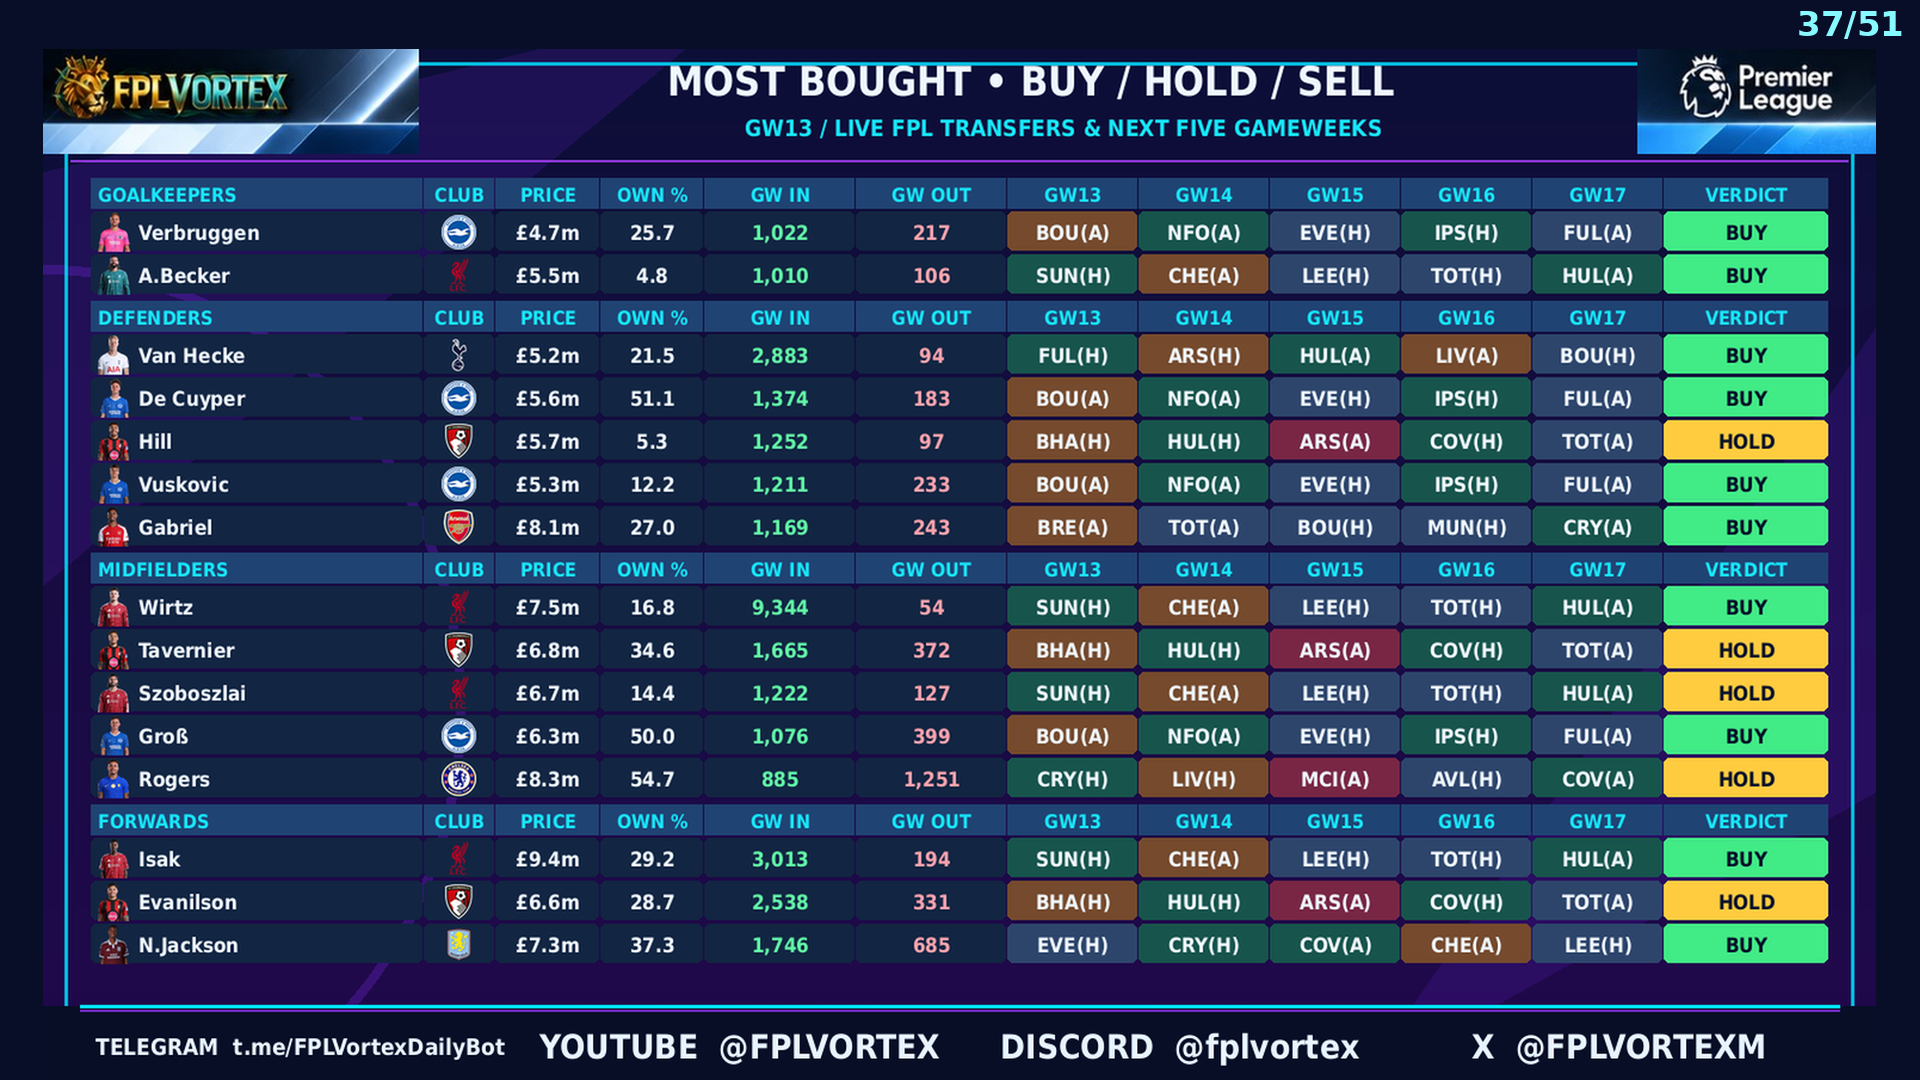 37/51
FPLVORTEX
MOST BOUGHT • BUY / HOLD / SELL
Premier League
GW13 / LIVE FPL TRANSFERS & NEXT FIVE GAMEWEEKS
GOALKEEPERS CLUB PRICE OWN % GW IN GW OUT GW13 GW14 GW15 GW16 GW17 VERDICT
Verbruggen £4.7m 25.7 1,022 217 BOU(A) NFO(A) EVE(H) IPS(H) FUL(A) BUY
A.Becker £5.5m 4.8 1,010 106 SUN(H) CHE(A) LEE(H) TOT(H) HUL(A) BUY
DEFENDERS CLUB PRICE OWN % GW IN GW OUT GW13 GW14 GW15 GW16 GW17 VERDICT
Van Hecke £5.2m 21.5 2,883 94 FUL(H) ARS(H) HUL(A) LIV(A) BOU(H) BUY
De Cuyper £5.6m 51.1 1,374 183 BOU(A) NFO(A) EVE(H) IPS(H) FUL(A) BUY
Hill £5.7m 5.3 1,252 97 BHA(H) HUL(H) ARS(A) COV(H) TOT(A) HOLD
Vuskovic £5.3m 12.2 1,211 233 BOU(A) NFO(A) EVE(H) IPS(H) FUL(A) BUY
Gabriel £8.1m 27.0 1,169 243 BRE(A) TOT(A) BOU(H) MUN(H) CRY(A) BUY
MIDFIELDERS CLUB PRICE OWN % GW IN GW OUT GW13 GW14 GW15 GW16 GW17 VERDICT
Wirtz £7.5m 16.8 9,344 54 SUN(H) CHE(A) LEE(H) TOT(H) HUL(A) BUY
Tavernier £6.8m 34.6 1,665 372 BHA(H) HUL(H) ARS(A) COV(H) TOT(A) HOLD
Szoboszlai £6.7m 14.4 1,222 127 SUN(H) CHE(A) LEE(H) TOT(H) HUL(A) HOLD
Groß £6.3m 50.0 1,076 399 BOU(A) NFO(A) EVE(H) IPS(H) FUL(A) BUY
Rogers £8.3m 54.7 885 1,251 CRY(H) LIV(H) MCI(A) AVL(H) COV(A) HOLD
FORWARDS CLUB PRICE OWN % GW IN GW OUT GW13 GW14 GW15 GW16 GW17 VERDICT
Isak £9.4m 29.2 3,013 194 SUN(H) CHE(A) LEE(H) TOT(H) HUL(A) BUY
Evanilson £6.6m 28.7 2,538 331 BHA(H) HUL(H) ARS(A) COV(H) TOT(A) HOLD
N.Jackson £7.3m 37.3 1,746 685 EVE(H) CRY(H) COV(A) CHE(A) LEE(H) BUY
TELEGRAM t.me/FPLVortexDailyBot YOUTUBE @FPLVORTEX DISCORD @fplvortex X @FPLVORTEXM